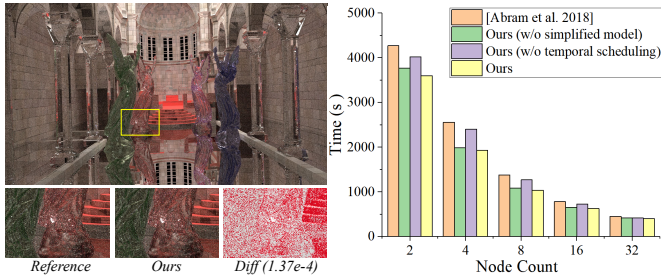 Reference
Ours
Diff (1.37e-4)
[Abram et al. 2018]
Ours (w/o simplified model)
Ours (w/o temporal scheduling)
Ours
Time (s)
5000
4000
3000
2000
1000
0
2
4
8
16
32
Node Count